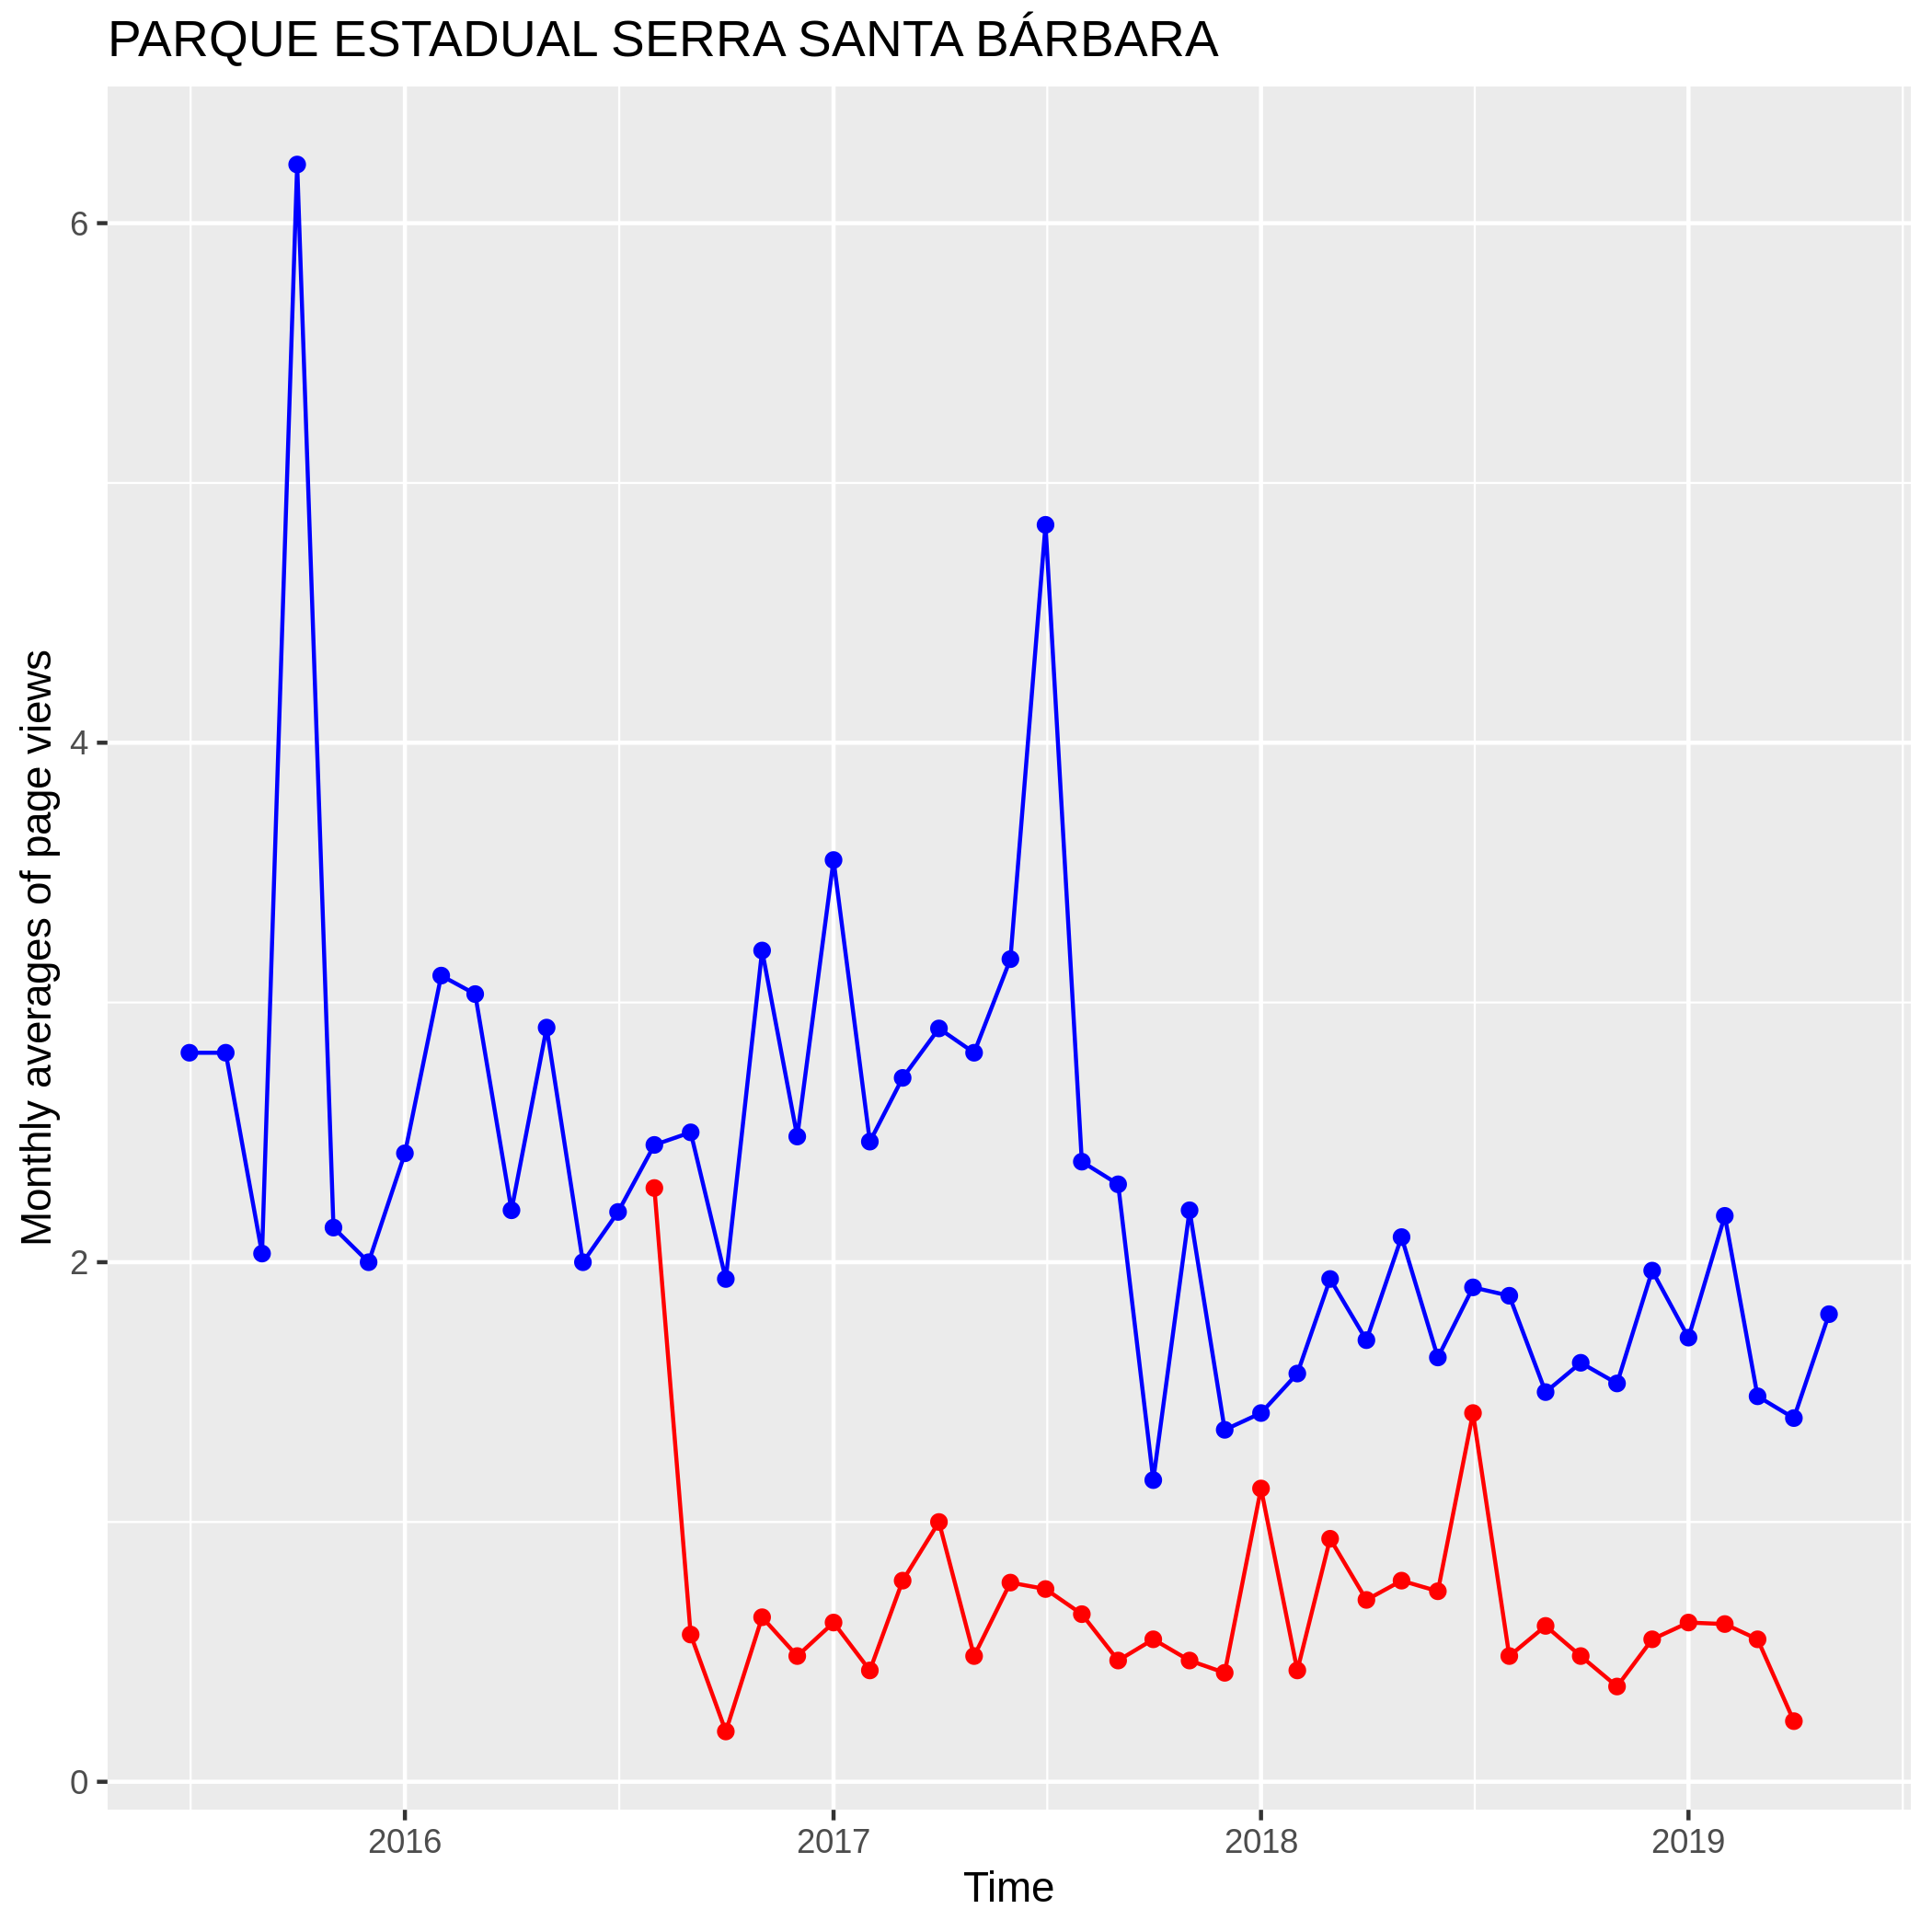 PARQUE ESTADUAL SERRA SANTA BÁRBARA
Monthly averages of page views
6
4
2
0
2016
2017
2018
2019
Time